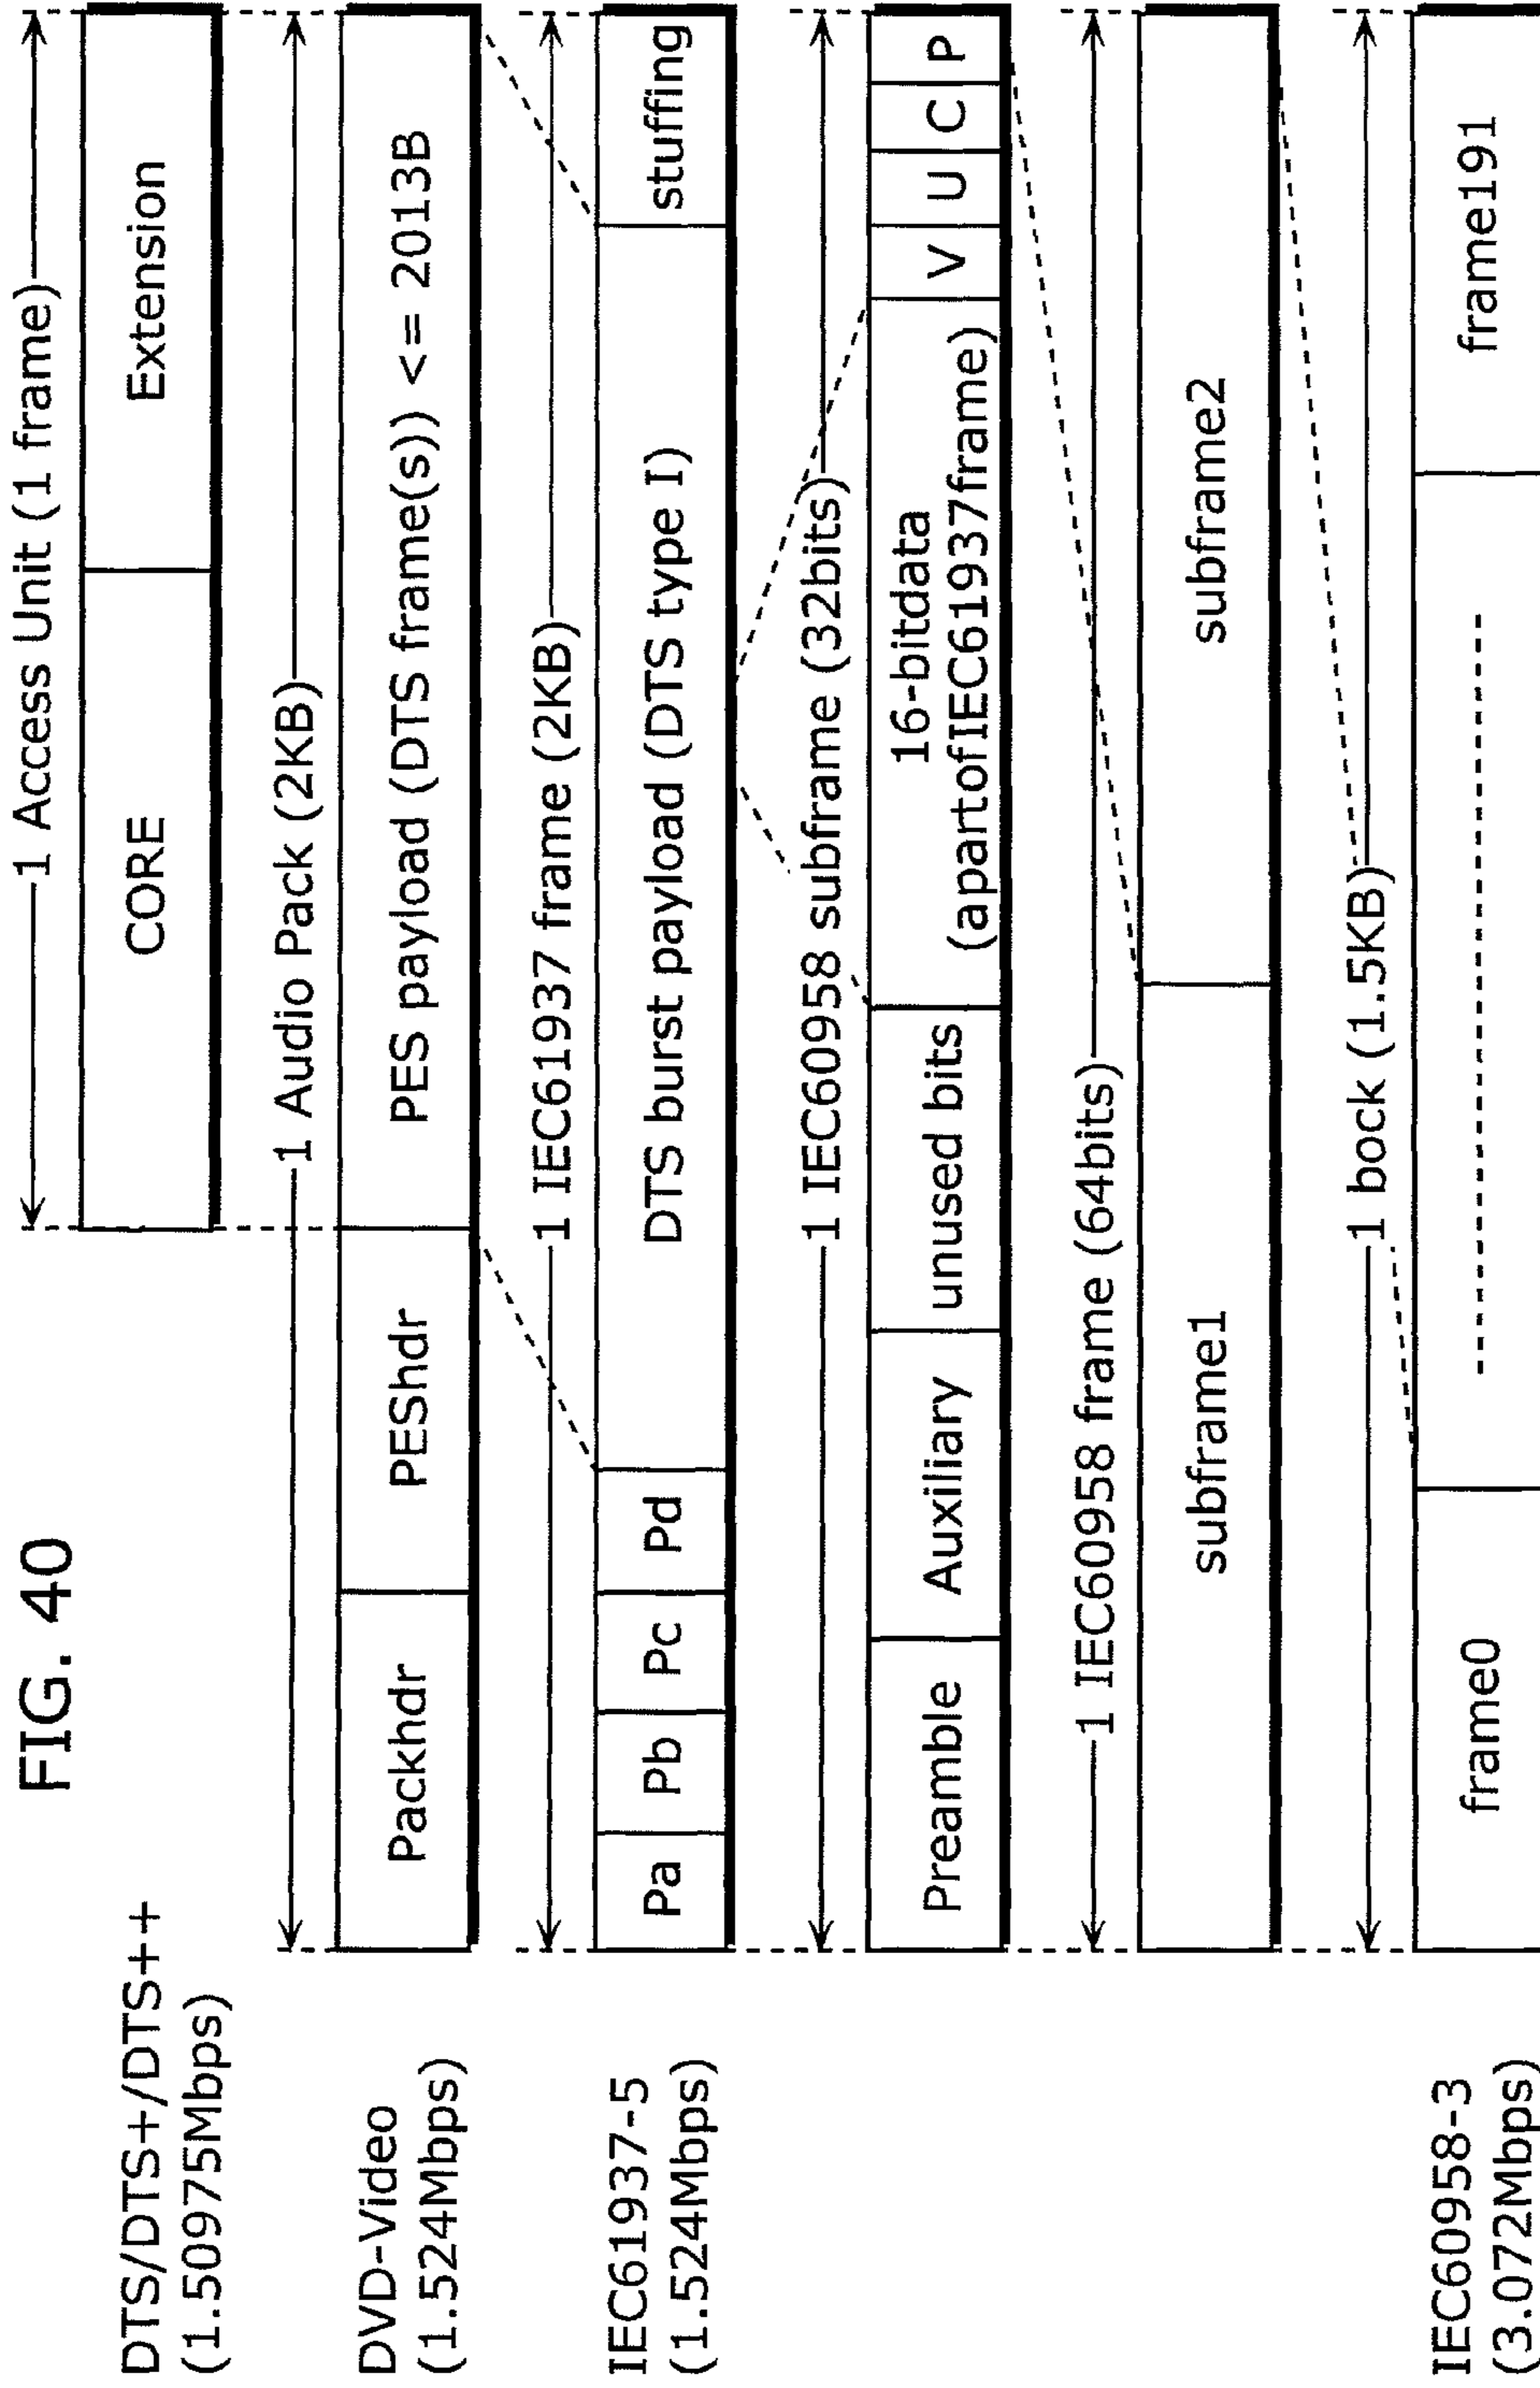 FIG. 40
DTS/DTS+/DTS++
(1.50975Mbps)
1 Access Unit (1 frame)
CORE
Extension
DVD-Video
(1.524Mbps)
1 Audio Pack (2KB)
Packhdr
PEShdr
PES payload (DTS frame(s)) <= 2013B
IEC61937-5
(1.524Mbps)
1 IEC61937 frame (2KB)
Pa
Pb
Pc
Pd
DTS burst payload (DTS type I)
stuffing
1 IEC60958 subframe (32bits)
Preamble
Auxiliary
unused bits
16-bitdata
(apartofIEC61937frame)
V
U
C
P
1 IEC60958 frame (64bits)
subframe1
subframe2
IEC60958-3
(3.072Mbps)
1 bock (1.5KB)
frame0
frame191